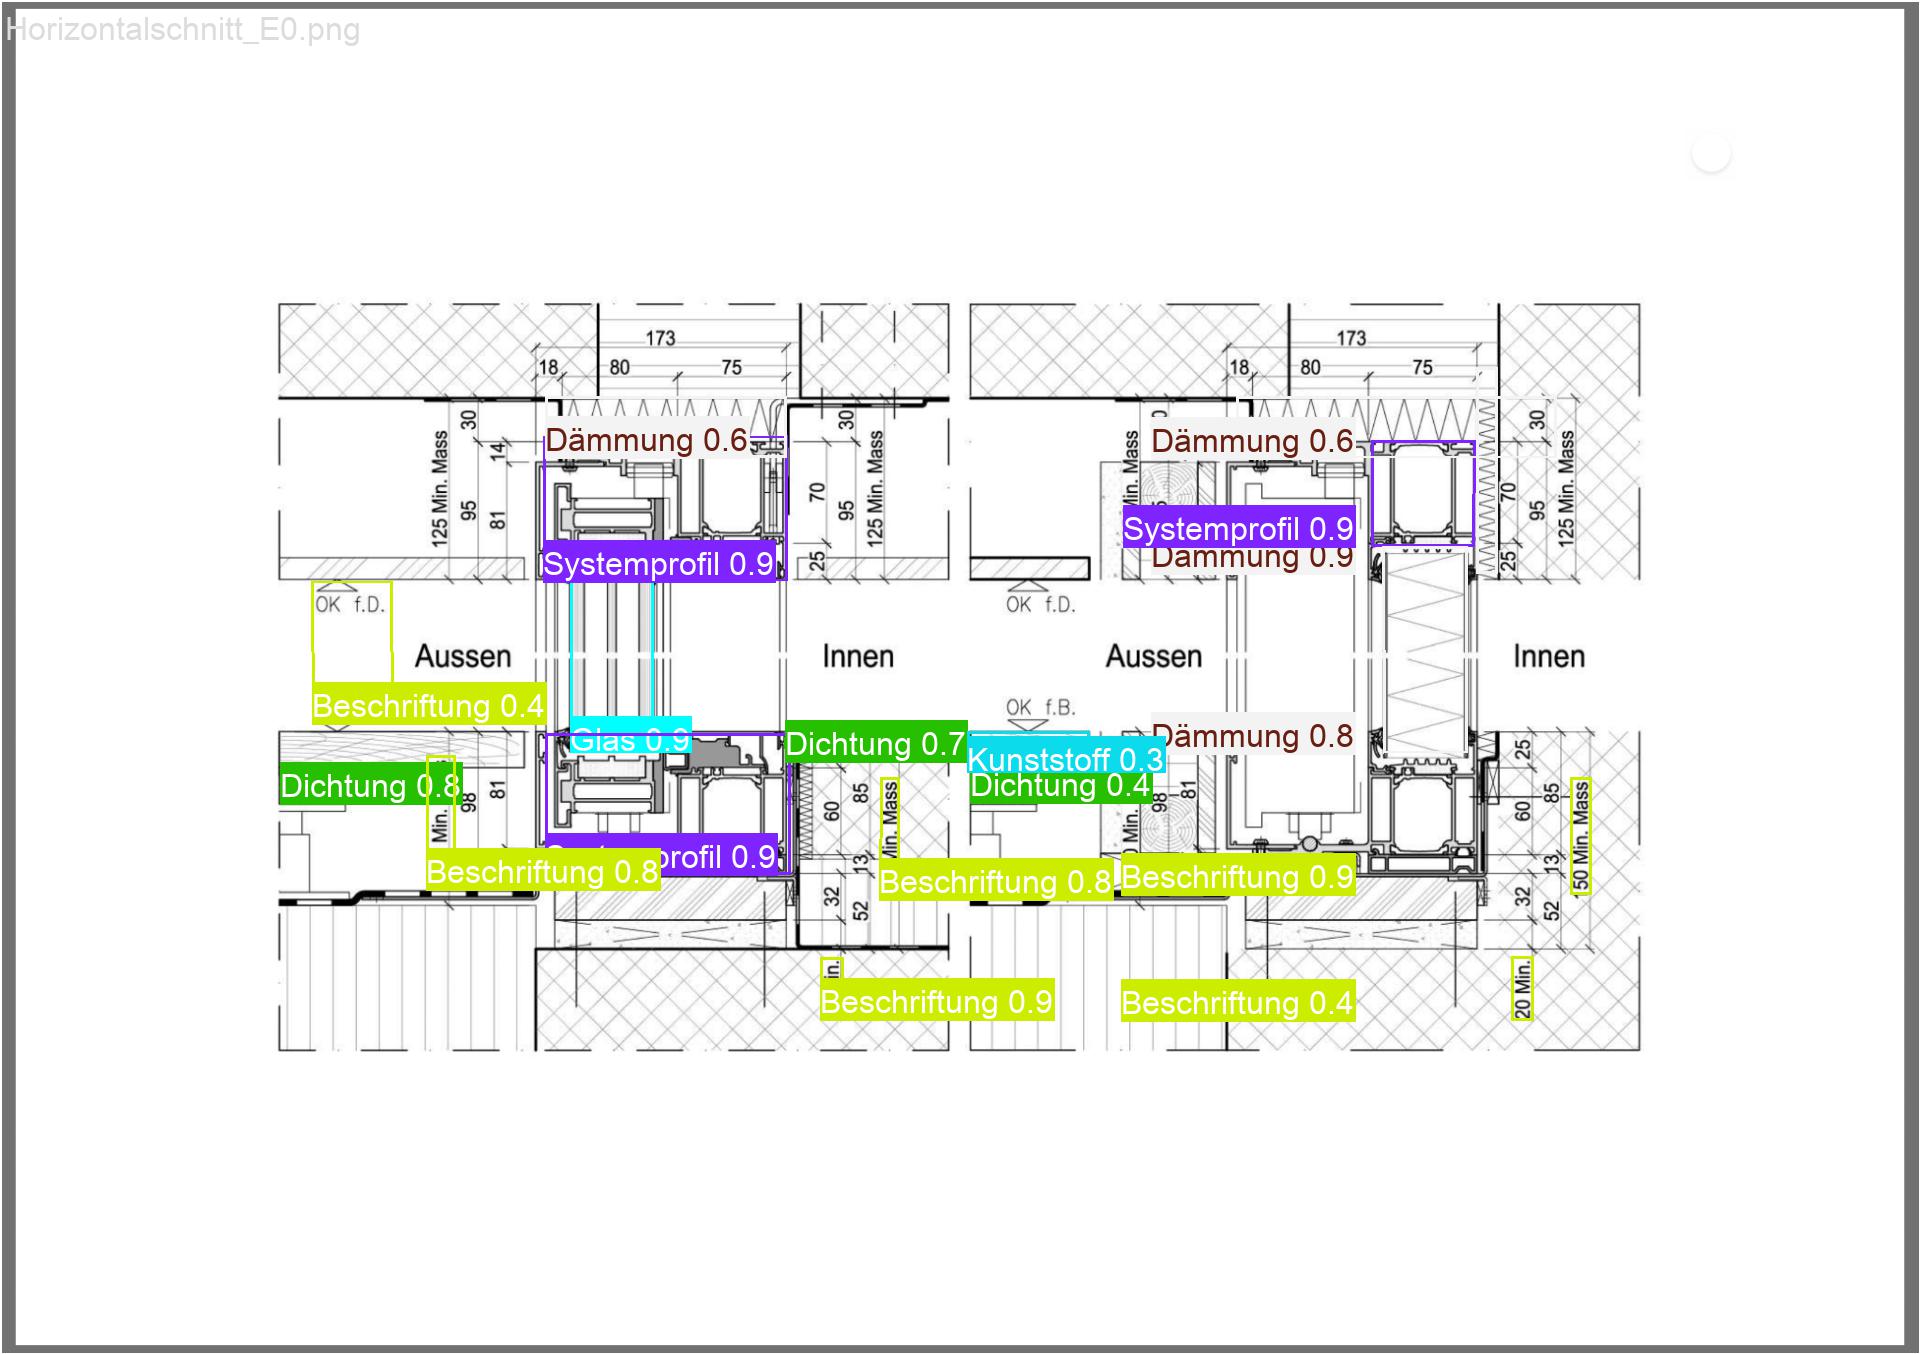 Horizontalschnitt_E0.png
173
18 80 75
173
18 80 75
30
14
95
81
125 Min. Mass
30
70
95
25
125 Min. Mass
Dämmung 0.6
Systemprofil 0.9
125 Min. Mass
Dämmung 0.6
Systemprofil 0.9
Dämmung 0.9
30
70
95
25
125 Min. Mass
OK f.D.
OK f.D.
Aussen
Innen
Aussen
Innen
Beschriftung 0.4
OK f.B.
Glas 0.9
Dichtung 0.7
Kunststoff 0.3
Dämmung 0.8
Dichtung 0.8
Dichtung 0.4
Min.
98
81
60
85
Min. Mass
Min.
98
81
25
60
85
50 Min. Mass
profil 0.9
Beschriftung 0.8
13
Beschriftung 0.8
Beschriftung 0.9
13
32
52
32
52
Beschriftung 0.9
Beschriftung 0.4
20 Min.